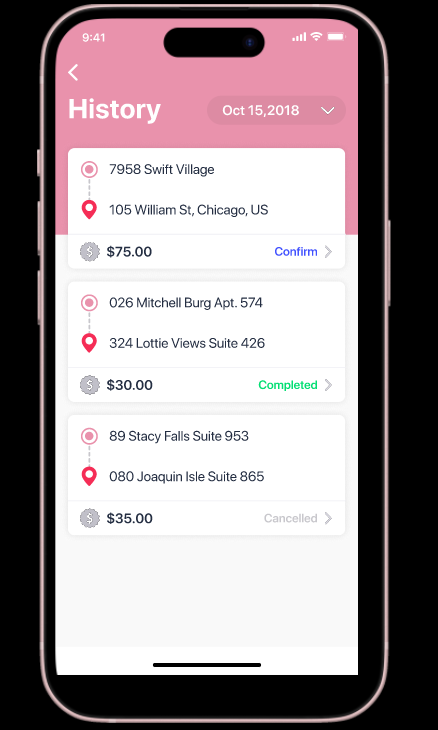 9:41
History
Oct 15,2018
7958 Swift Village
105 William St, Chicago, US
$
$75.00
Confirm
026 Mitchell Burg Apt. 574
324 Lottie Views Suite 426
$
$30.00
Completed
89 Stacy Falls Suite 953
080 Joaquin Isle Suite 865
$
$35.00
Cancelled